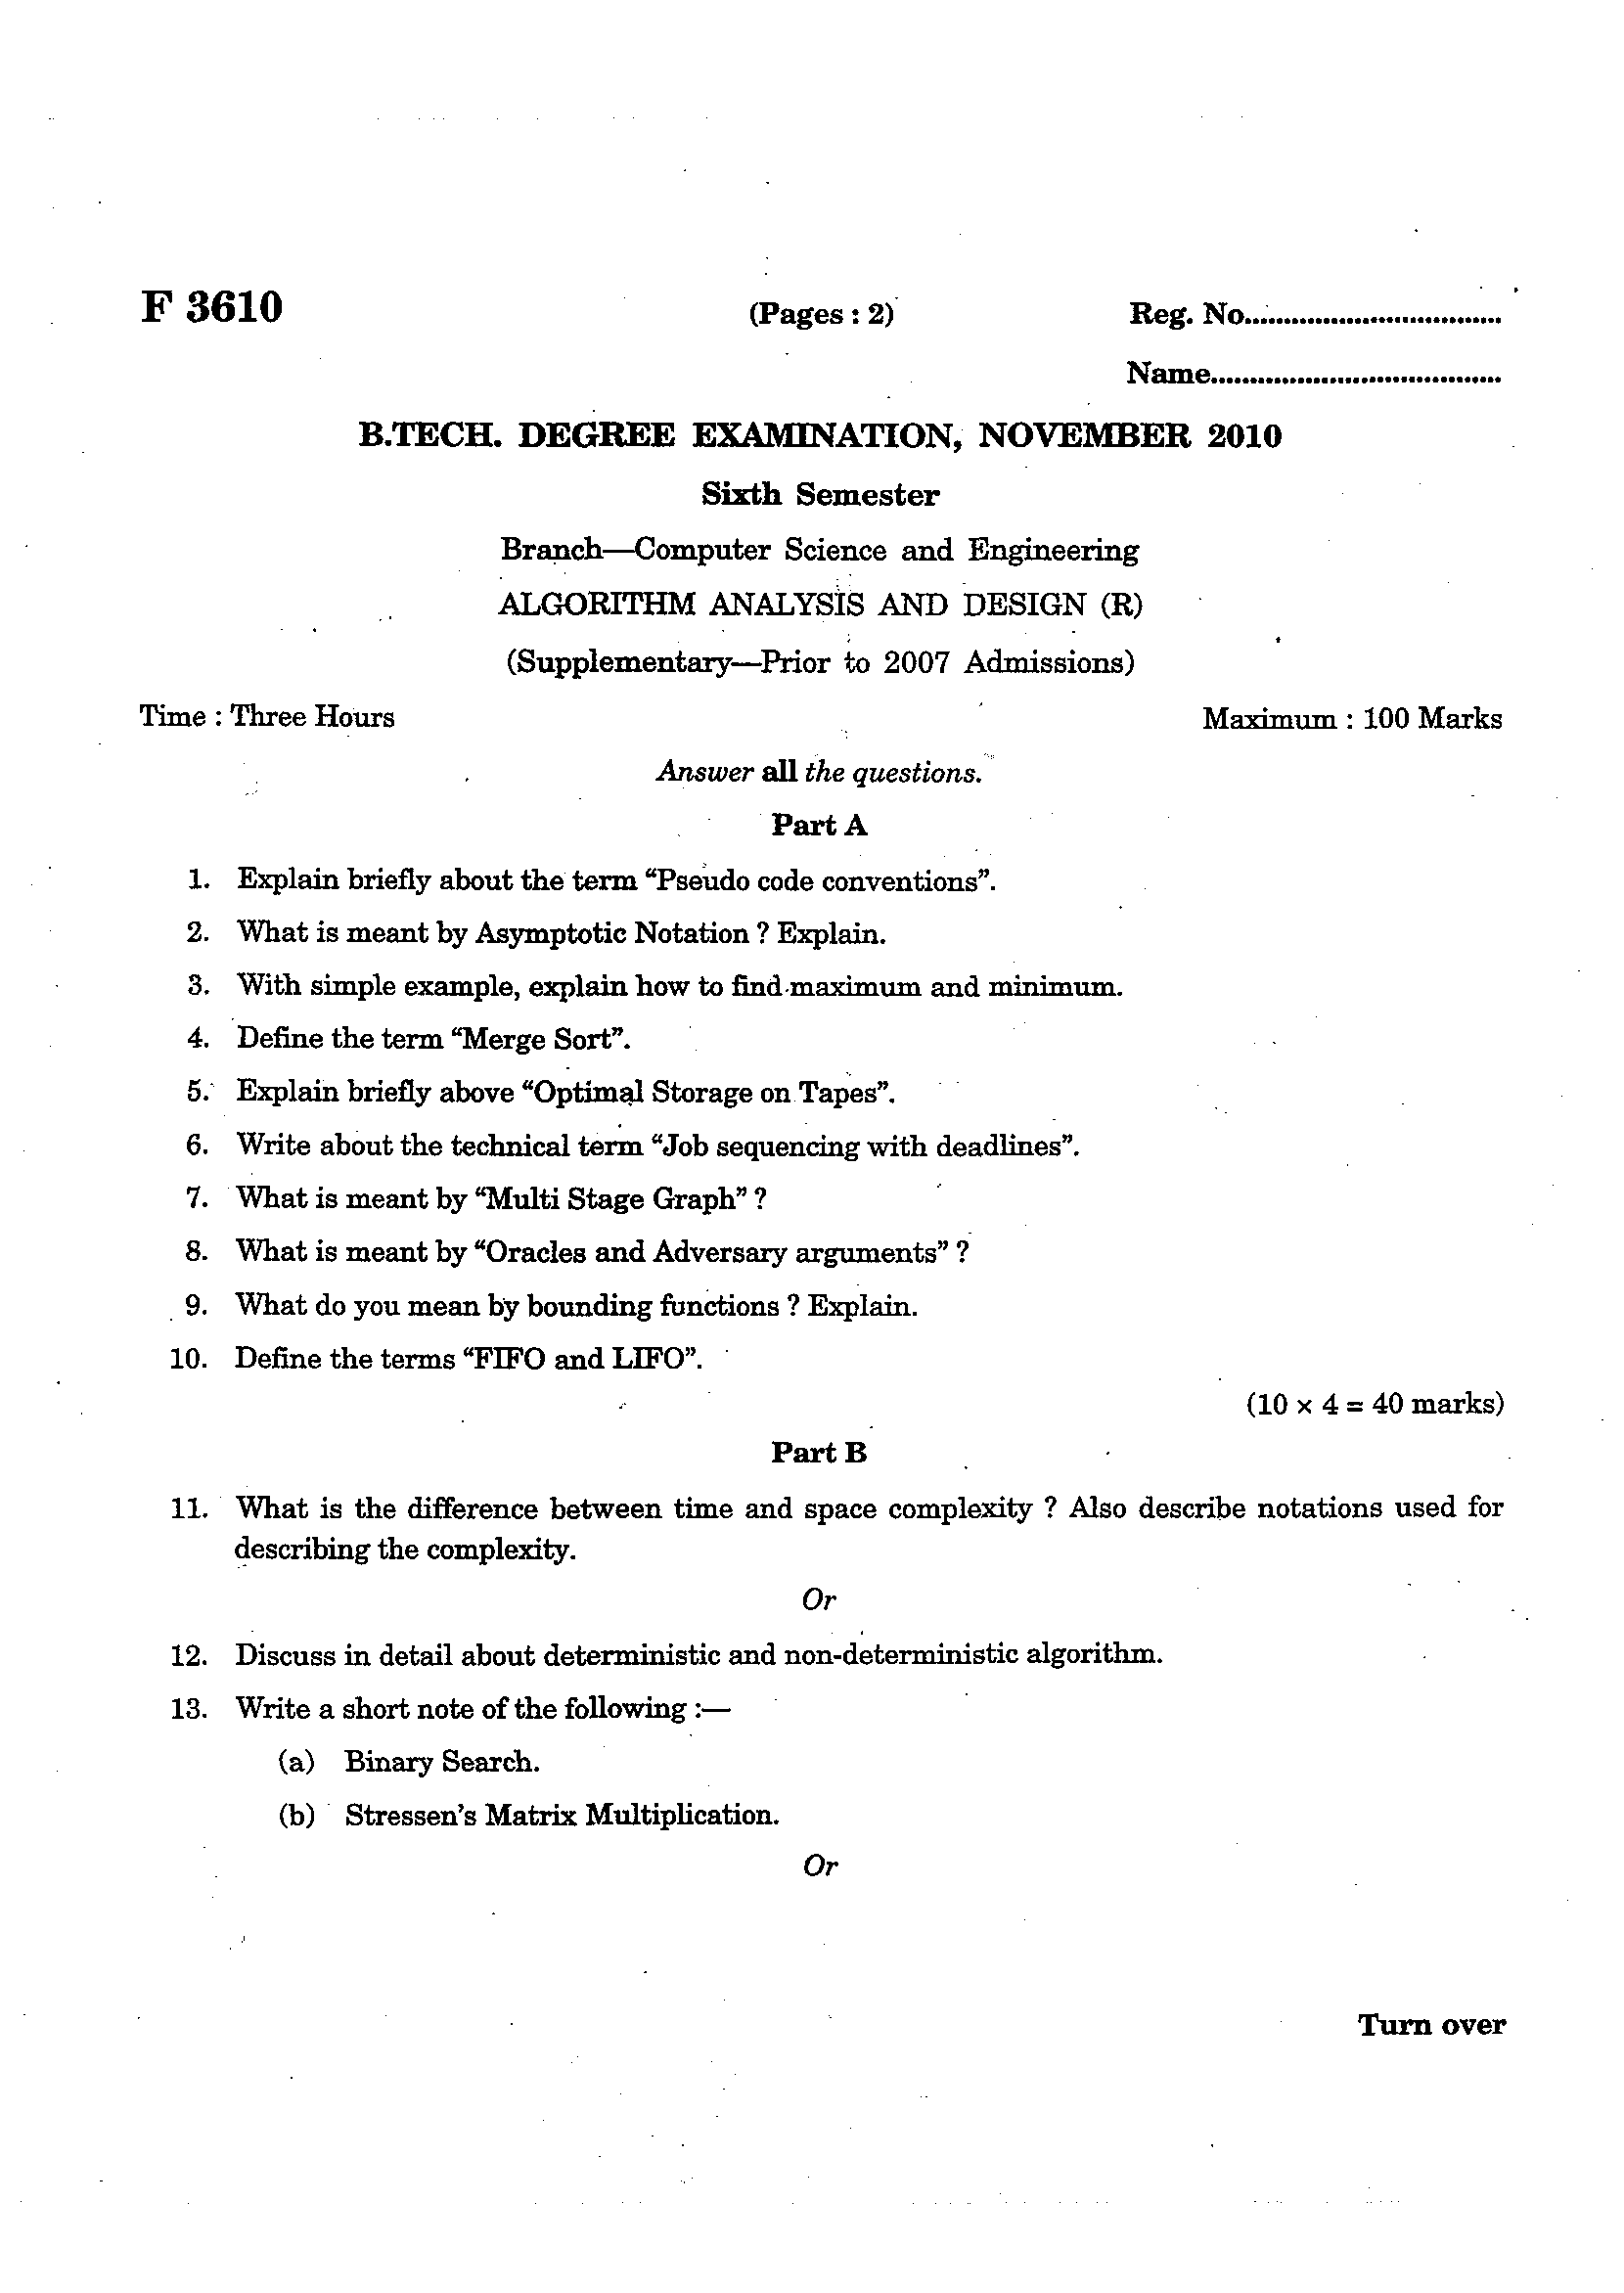 F 3610
(Pages : 2)
Reg. No.................................
Name.....................................
B.TECH. DEGREE EXAMINATION, NOVEMBER 2010
Sixth Semester
Branch—Computer Science and Engineering
ALGORITHM ANALYSIS AND DESIGN (R)
(Supplementary—Prior to 2007 Admissions)
Time : Three Hours
Maximum : 100 Marks
Answer all the questions.
Part A
1. Explain briefly about the term “Pseudo code conventions”.
2. What is meant by Asymptotic Notation ? Explain.
3. With simple example, explain how to find maximum and minimum.
4. Define the term “Merge Sort”.
5. Explain briefly above “Optimal Storage on Tapes”.
6. Write about the technical term “Job sequencing with deadlines”.
7. What is meant by “Multi Stage Graph” ?
8. What is meant by “Oracles and Adversary arguments” ?
9. What do you mean by bounding functions ? Explain.
10. Define the terms “FIFO and LIFO”.
(10 × 4 = 40 marks)
Part B
11. What is the difference between time and space complexity ? Also describe notations used for
describing the complexity.
Or
12. Discuss in detail about deterministic and non-deterministic algorithm.
13. Write a short note of the following :—
(a) Binary Search.
(b) Stressen’s Matrix Multiplication.
Or
Turn over